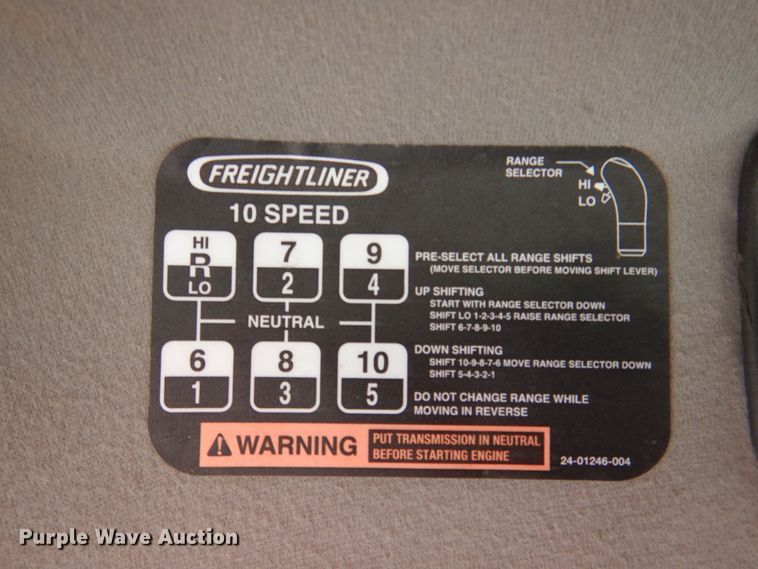 FREIGHTLINER
10 SPEED
RANGE
SELECTOR
HI
LO
HI
R
LO
7
2
9
4
NEUTRAL
6
1
8
3
10
5
PRE-SELECT ALL RANGE SHIFTS
(MOVE SELECTOR BEFORE MOVING SHIFT LEVER)
UP SHIFTING
START WITH RANGE SELECTOR DOWN
SHIFT LO 1-2-3-4-5 RAISE RANGE SELECTOR
SHIFT 6-7-8-9-10
DOWN SHIFTING
SHIFT 10-9-8-7-6 MOVE RANGE SELECTOR DOWN
SHIFT 5-4-3-2-1
DO NOT CHANGE RANGE WHILE
MOVING IN REVERSE
WARNING
PUT TRANSMISSION IN NEUTRAL
BEFORE STARTING ENGINE
24-01246-004
Purple Wave Auction